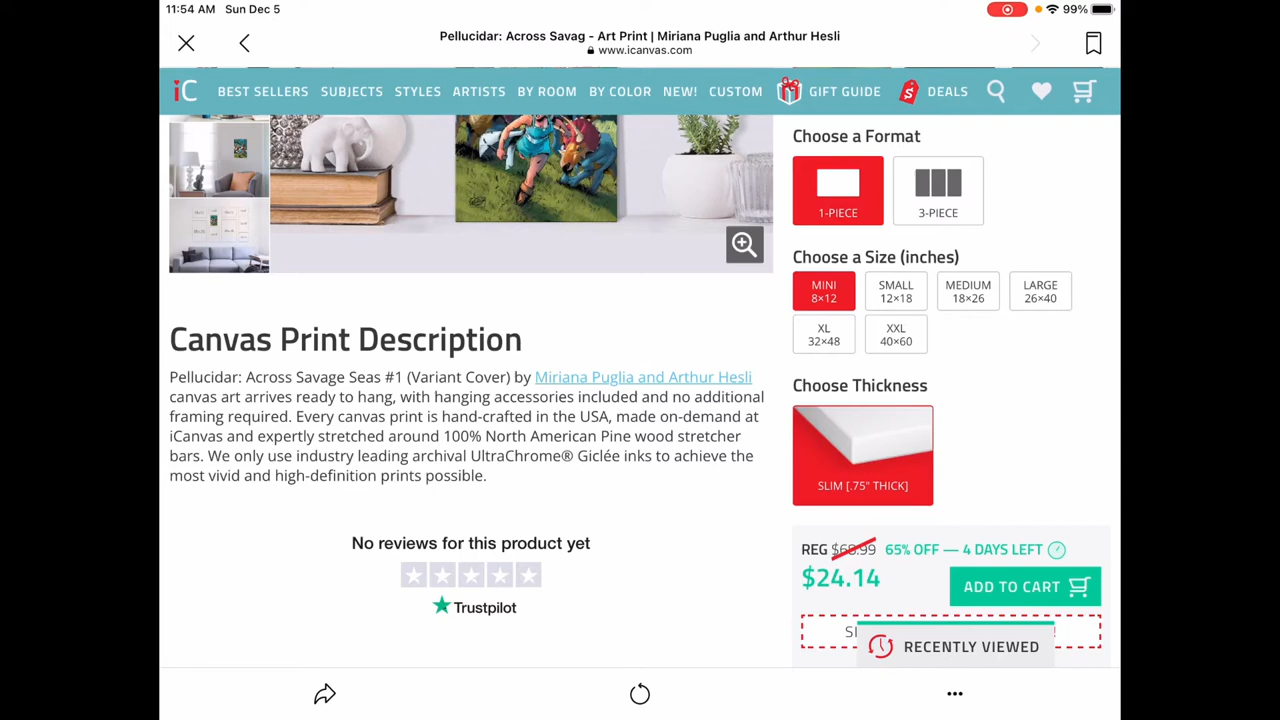 11:54 AM Sun Dec 5
99%
Pellucidar: Across Savag - Art Print | Miriana Puglia and Arthur Hesli
www.icanvas.com
iC BEST SELLERS SUBJECTS STYLES ARTISTS BY ROOM BY COLOR NEW! CUSTOM GIFT GUIDE DEALS
Choose a Format
1-PIECE
3-PIECE
Choose a Size (inches)
MINI
8×12
SMALL
12×18
MEDIUM
18×26
LARGE
26×40
XL
32×48
XXL
40×60
Choose Thickness
SLIM [.75" THICK]
REG $68.99 65% OFF — 4 DAYS LEFT
$24.14
ADD TO CART
RECENTLY VIEWED
Canvas Print Description
Pellucidar: Across Savage Seas #1 (Variant Cover) by Miriana Puglia and Arthur Hesli
canvas art arrives ready to hang, with hanging accessories included and no additional
framing required. Every canvas print is hand-crafted in the USA, made on-demand at
iCanvas and expertly stretched around 100% North American Pine wood stretcher
bars. We only use industry leading archival UltraChrome® Giclée inks to achieve the
most vivid and high-definition prints possible.
No reviews for this product yet
Trustpilot